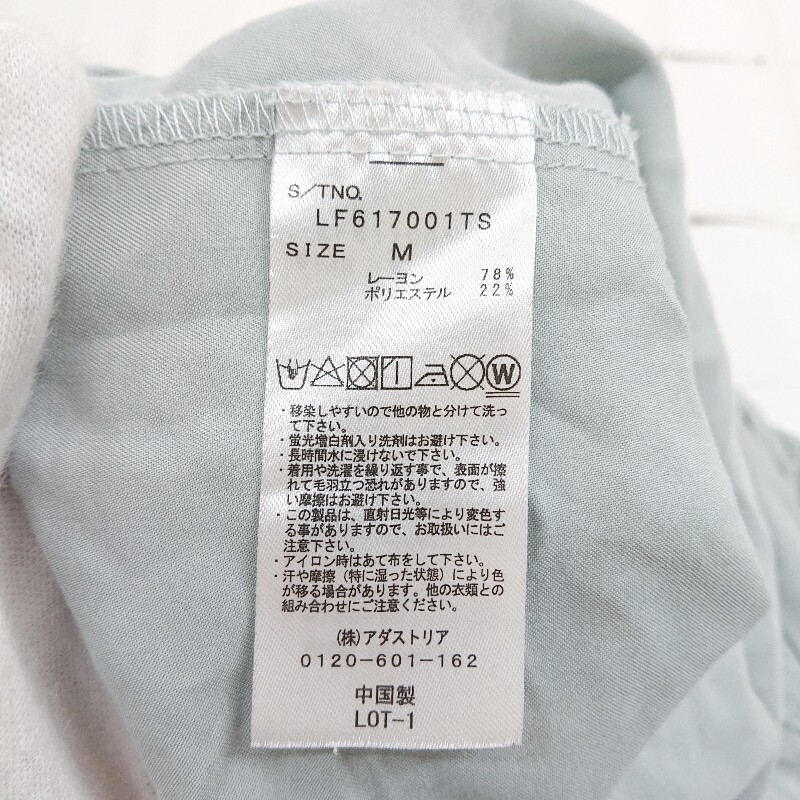 S/TNO.
LF617001TS
SIZE M
レーヨン 78%
ポリエステル 22%
W
・移染しやすいので他の物と分けて洗っ
て下さい。
・蛍光増白剤入り洗剤はお避け下さい。
・長時間水に浸けないで下さい。
・着用や洗濯を繰り返す事で、表面が擦
れて毛羽立つ恐れがありますので、強
い摩擦はお避け下さい。
・この製品は、直射日光等により変色す
る事がありますので、お取扱いにはご
注意下さい。
・アイロン時はあて布をして下さい。
・汗や摩擦（特に湿った状態）により色
が移る場合があります。他の衣類との
組み合わせにご注意ください。
(株)アダストリア
0120-601-162
中国製
LOT-1